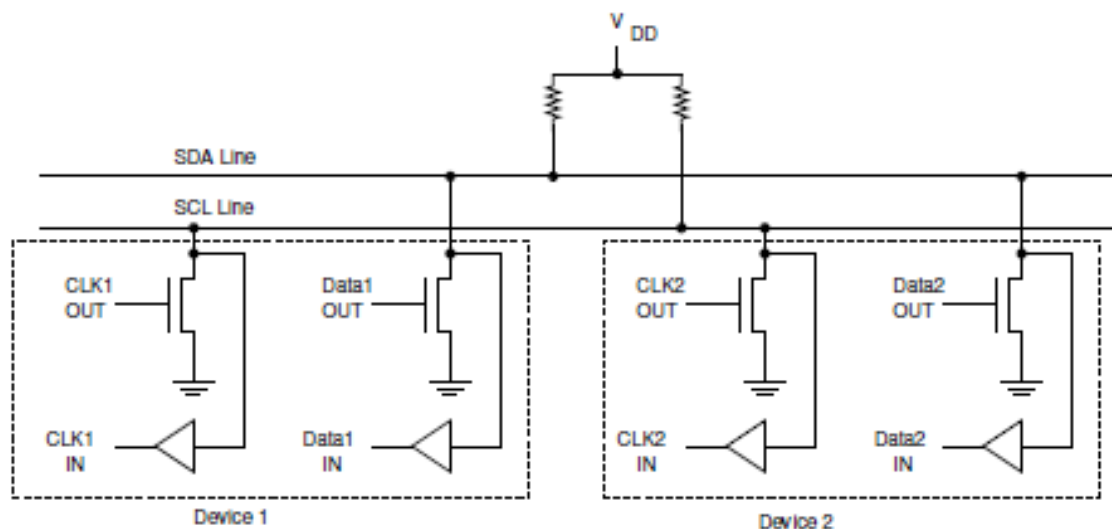 V
DD
SDA Line
SCL Line
CLK1
OUT
Data1
OUT
CLK2
OUT
Data2
OUT
CLK1
IN
Data1
IN
CLK2
IN
Data2
IN
Device 1
Device 2